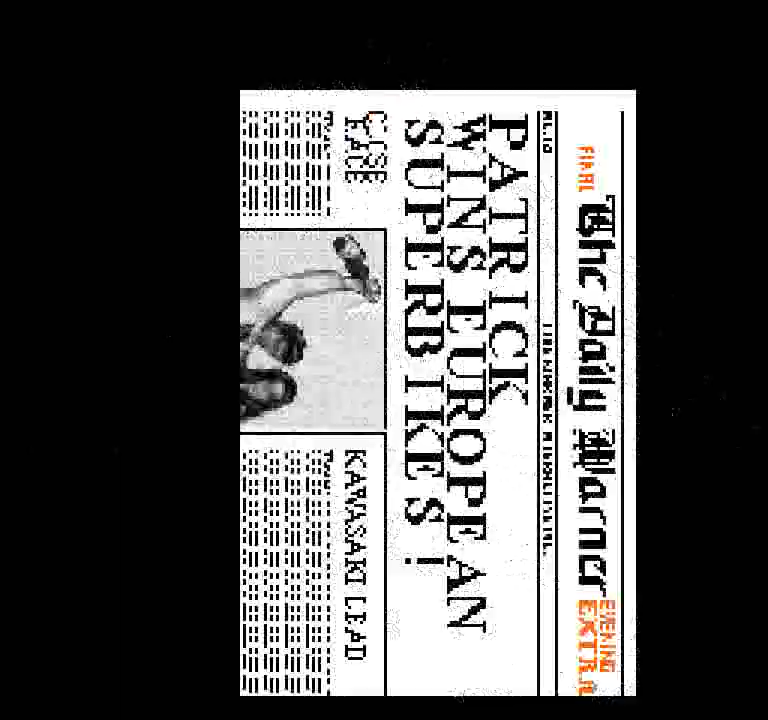 FINAL
The Daily Warner
EVENING
EXTRA
PATRICK
WINS EUROPEAN
SUPERBIKES!
CLOSE
RACE
KAWASAKI LEAD